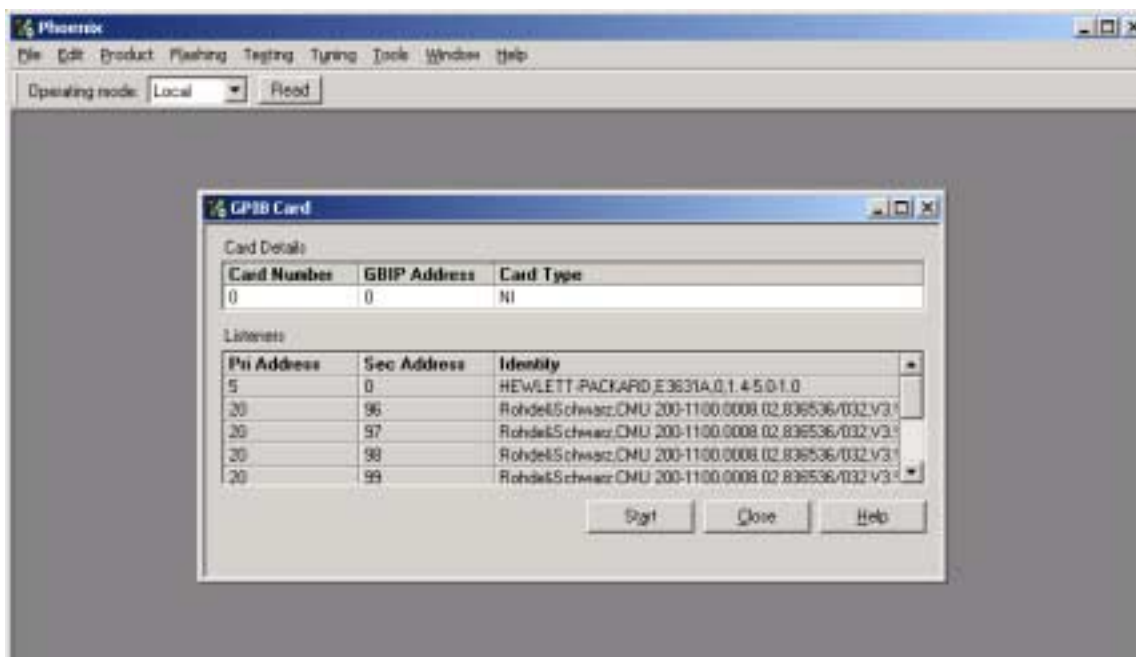 Phoenix
File Edit Product Flashing Testing Tuning Tools Window Help
Operating mode: Local Read
GPIB Card
Card Details
Card Number GBIP Address Card Type
0 0 NI
Listeners
Pri Address Sec Address Identity
5 0 HEWLETT-PACKARD,E3631A,0,1.4-5.0-1.0
20 96 Rohde&Schwarz,CMU 200-1100.0008.02,836536/032,V3.
20 97 Rohde&Schwarz,CMU 200-1100.0008.02,836536/032,V3.
20 98 Rohde&Schwarz,CMU 200-1100.0008.02,836536/032,V3.
20 99 Rohde&Schwarz,CMU 200-1100.0008.02,836536/032,V3.
Start Close Help